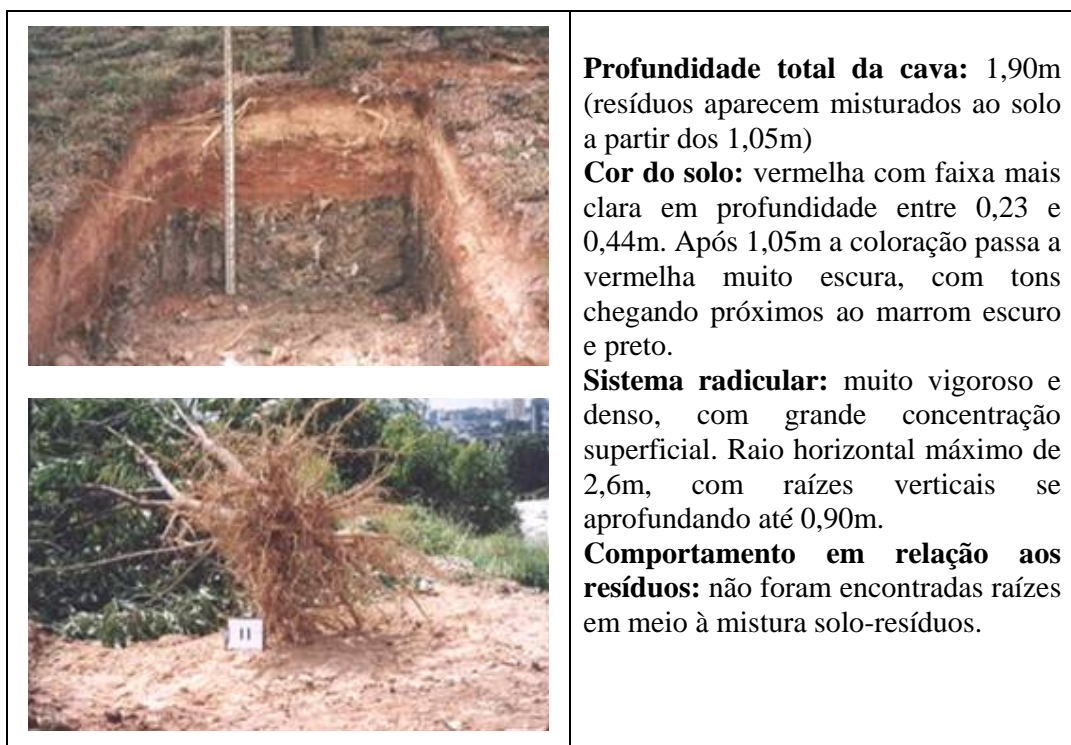 Profundidade total da cava: 1,90m
(resíduos aparecem misturados ao solo
a partir dos 1,05m)
Cor do solo: vermelha com faixa mais
clara em profundidade entre 0,23 e
0,44m. Após 1,05m a coloração passa a
vermelha muito escura, com tons
chegando próximos ao marrom escuro
e preto.
Sistema radicular: muito vigoroso e
denso, com grande concentração
superficial. Raio horizontal máximo de
2,6m, com raízes verticais se
aprofundando até 0,90m.
Comportamento em relação aos
resíduos: não foram encontradas raízes
em meio à mistura solo-resíduos.
11